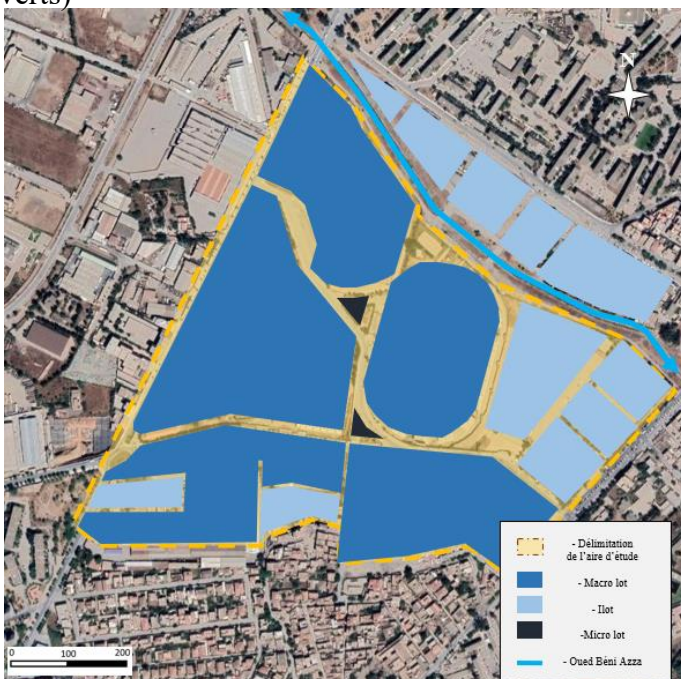 verts)
N
- Délimitation
de l'aire d'étude
- Macro lot
- Ilot
-Micro lot
- Oued Béni Azza
0 100 200